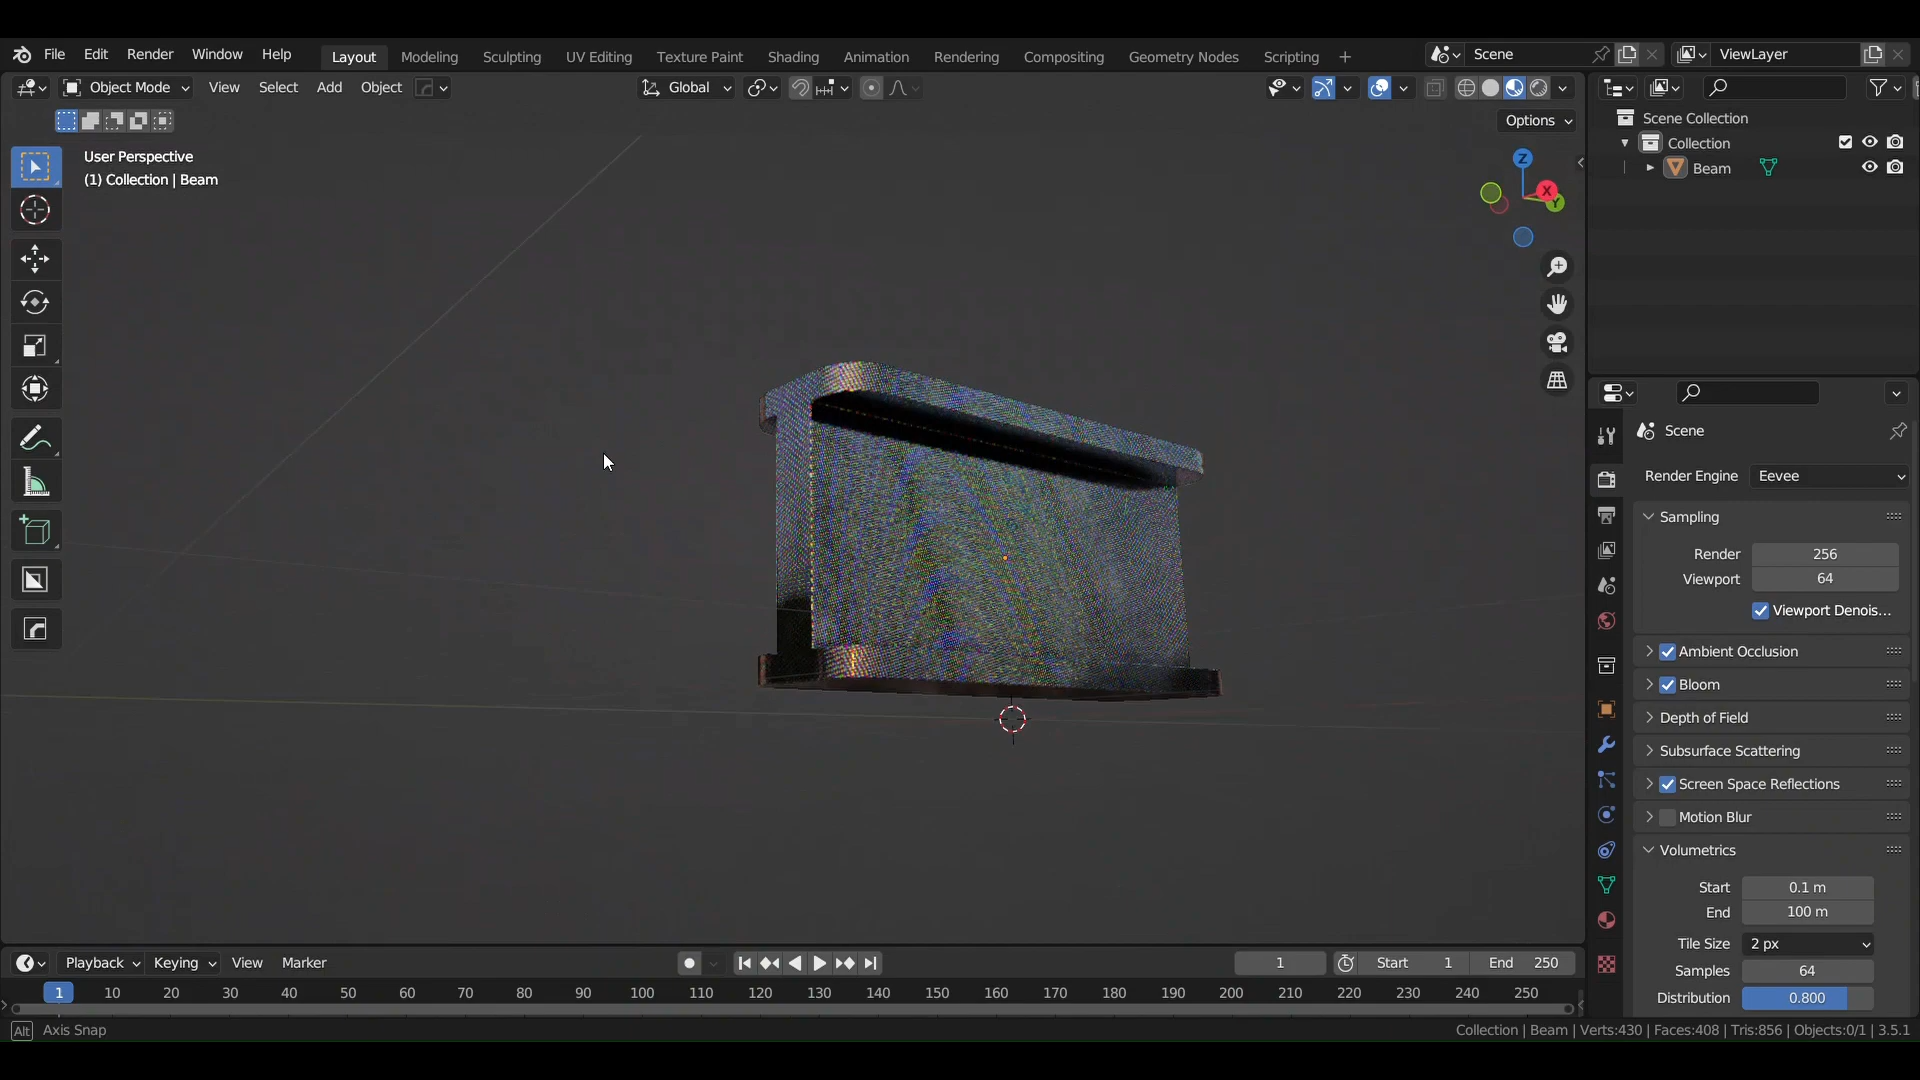 File Edit Render Window Help Layout Modeling Sculpting UV Editing Texture Paint Shading Animation Rendering Compositing Geometry Nodes Scripting + Scene ViewLayer
Object Mode View Select Add Object Global
Options
User Perspective
(1) Collection | Beam
Z
X
Y
Scene Collection
Collection
Beam
Scene
Render Engine Eevee
Sampling
Render 256
Viewport 64
Viewport Denois...
Ambient Occlusion
Bloom
Depth of Field
Subsurface Scattering
Screen Space Reflections
Motion Blur
Volumetrics
Start 0.1 m
End 100 m
Tile Size 2 px
Samples 64
Distribution 0.800
Playback Keying View Marker 1 Start 1 End 250
1 10 20 30 40 50 60 70 80 90 100 110 120 130 140 150 160 170 180 190 200 210 220 230 240 250
Alt Axis Snap Collection | Beam | Verts:430 | Faces:408 | Tris:856 | Objects:0/1 | 3.5.1